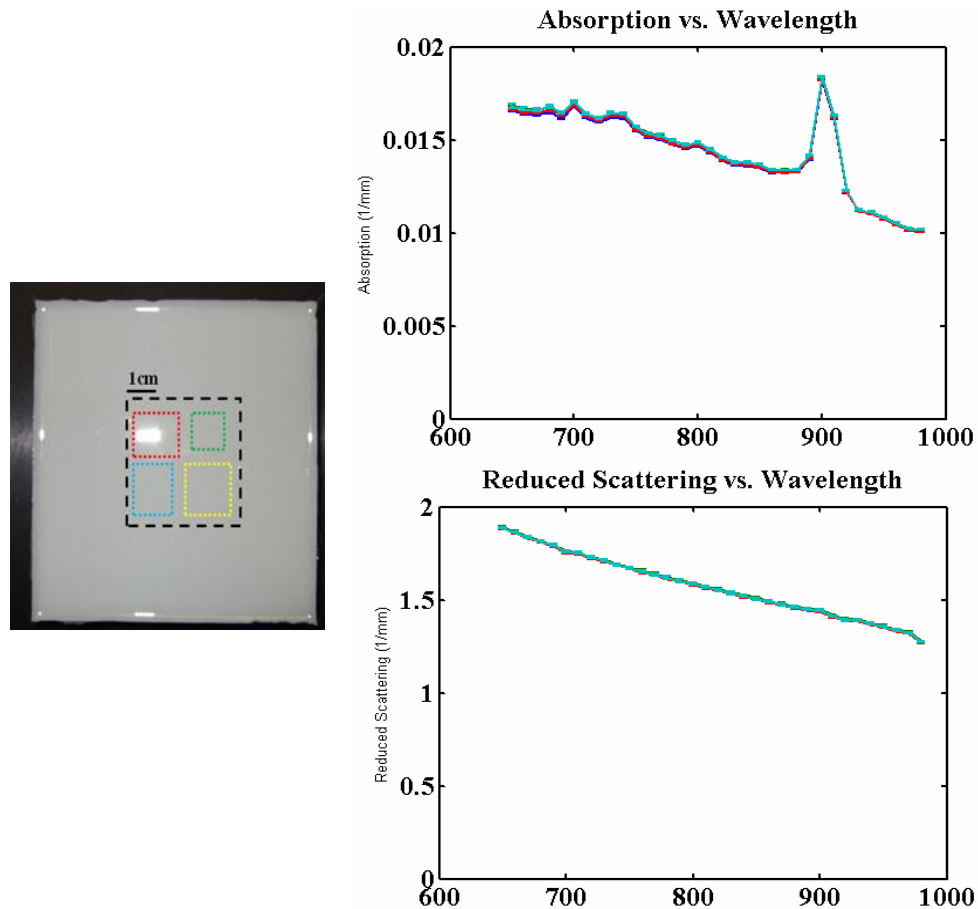 Absorption vs. Wavelength
0.02
0.015
0.01
0.005
0
Absorption (1/mm)
600 700 800 900 1000
1cm
Reduced Scattering vs. Wavelength
2
1.5
1
0.5
0
Reduced Scattering (1/mm)
600 700 800 900 1000